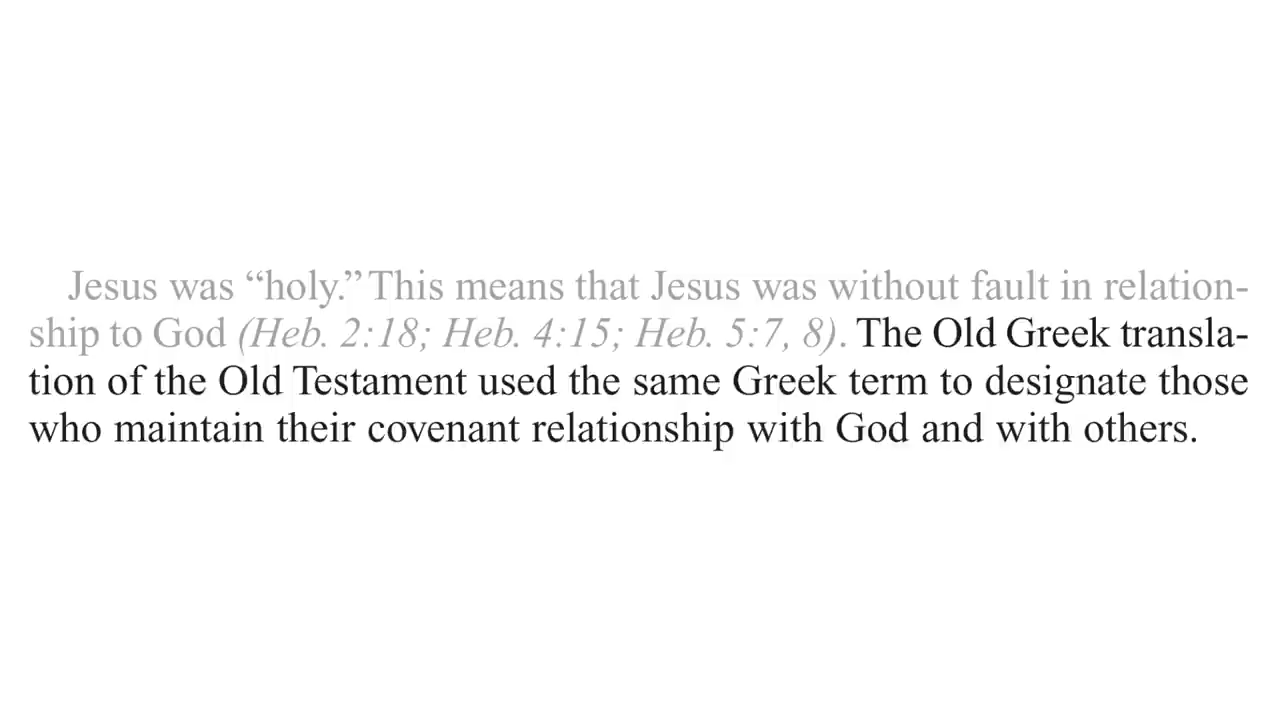 Jesus was “holy.” This means that Jesus was without fault in relation-
ship to God (Heb. 2:18; Heb. 4:15; Heb. 5:7, 8). The Old Greek transla-
tion of the Old Testament used the same Greek term to designate those
who maintain their covenant relationship with God and with others.